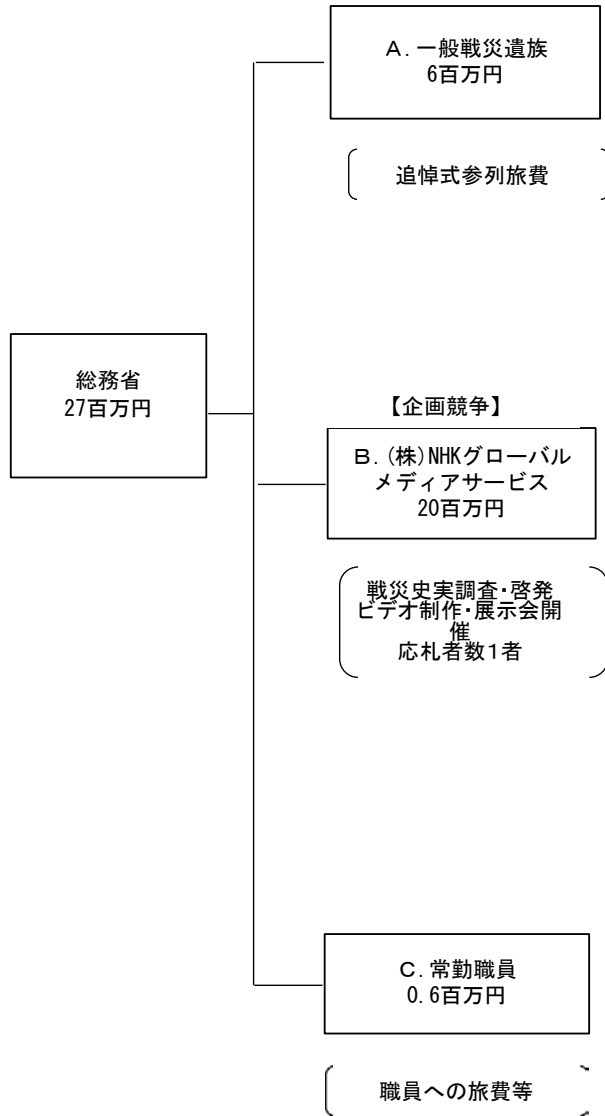 A. 一般戦災遺族
6百万円
追悼式参列旅費
総務省
27百万円
【企画競争】
B. (株)NHKグローバル
メディアサービス
20百万円
戦災史実調査・啓発
ビデオ制作・展示会開
催
応札者数1者
C. 常勤職員
0.6百万円
職員への旅費等